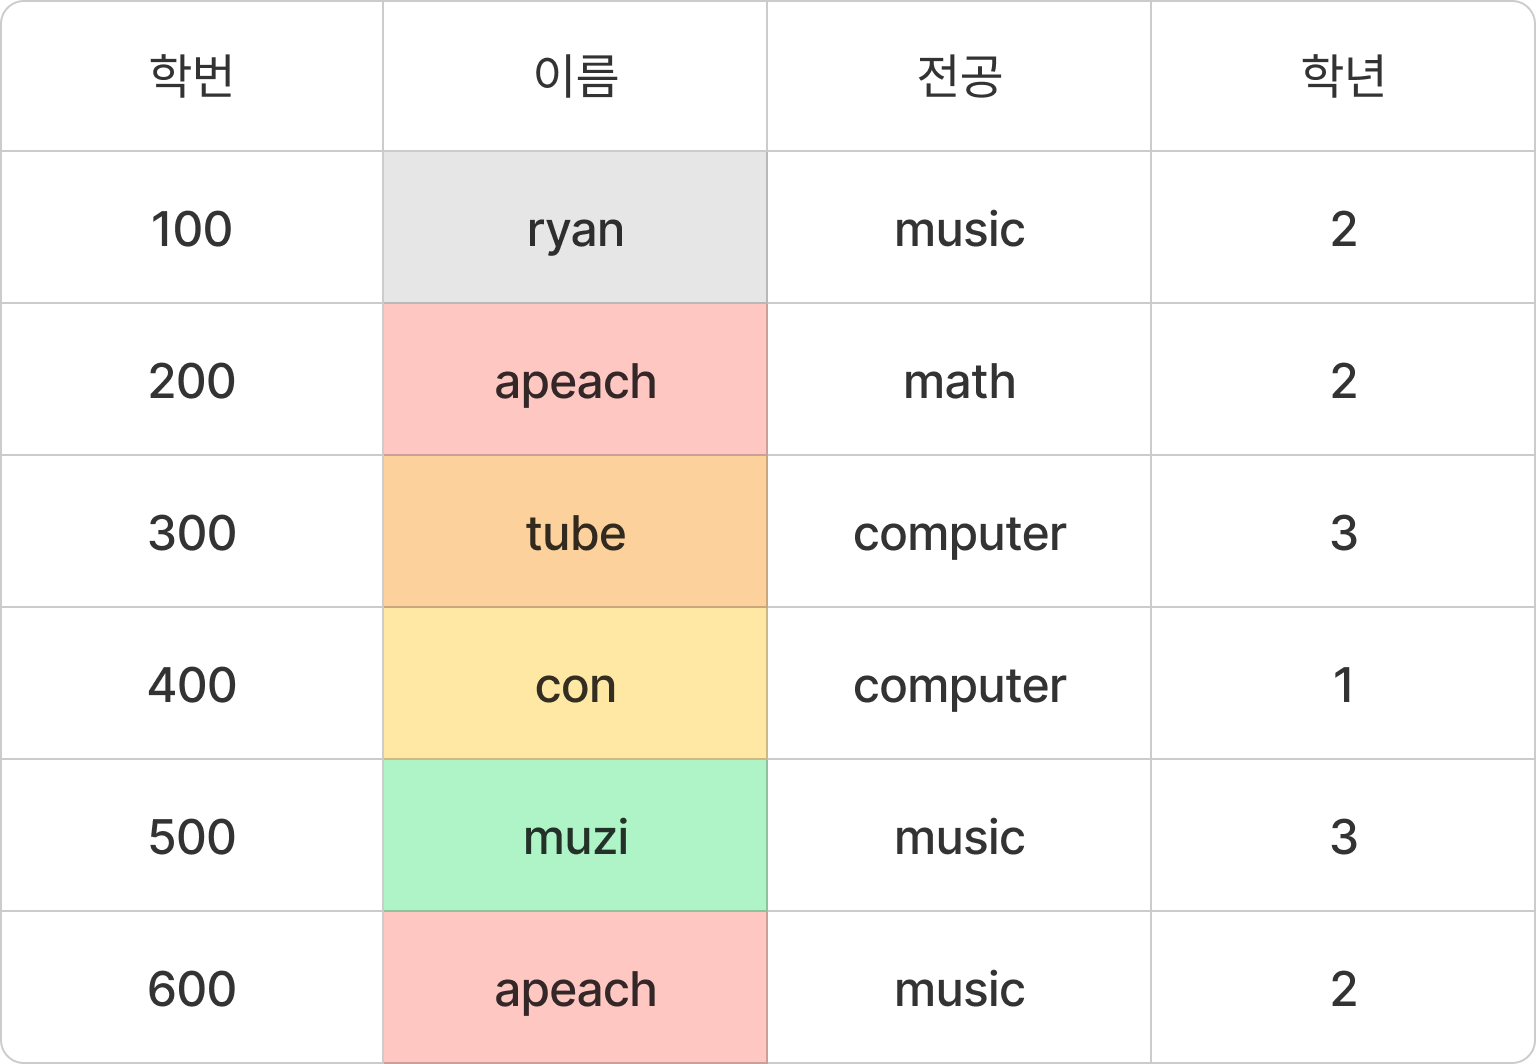 학번 이름 전공 학년
100 ryan music 2
200 apeach math 2
300 tube computer 3
400 con computer 1
500 muzi music 3
600 apeach music 2